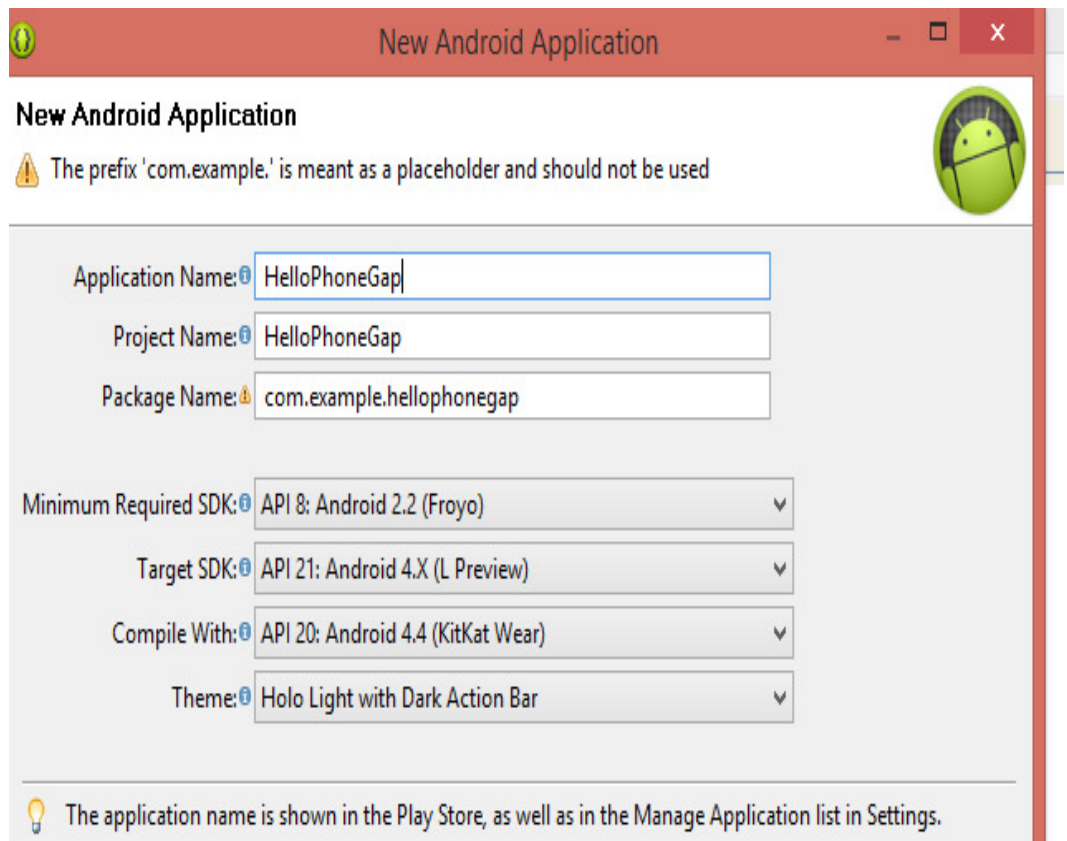 New Android Application
X
New Android Application
The prefix 'com.example.' is meant as a placeholder and should not be used
Application Name: HelloPhoneGap
Project Name: HelloPhoneGap
Package Name: com.example.hellophonegap
Minimum Required SDK: API 8: Android 2.2 (Froyo)
Target SDK: API 21: Android 4.X (L Preview)
Compile With: API 20: Android 4.4 (KitKat Wear)
Theme: Holo Light with Dark Action Bar
The application name is shown in the Play Store, as well as in the Manage Application list in Settings.